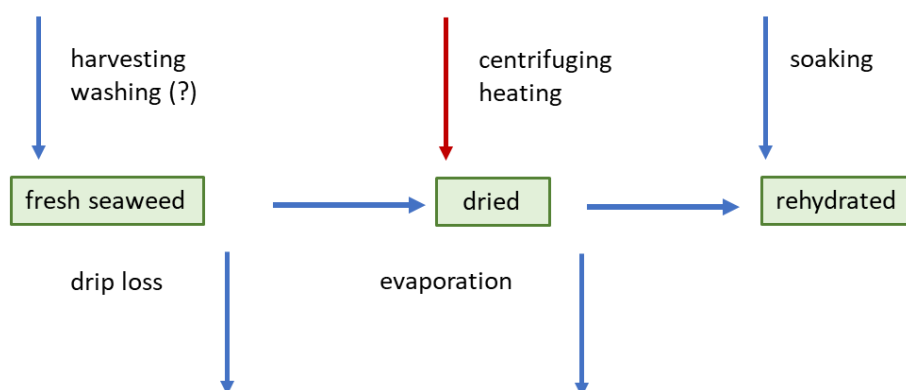 harvesting
washing (?)
centrifuging
heating
soaking
fresh seaweed
dried
rehydrated
drip loss
evaporation